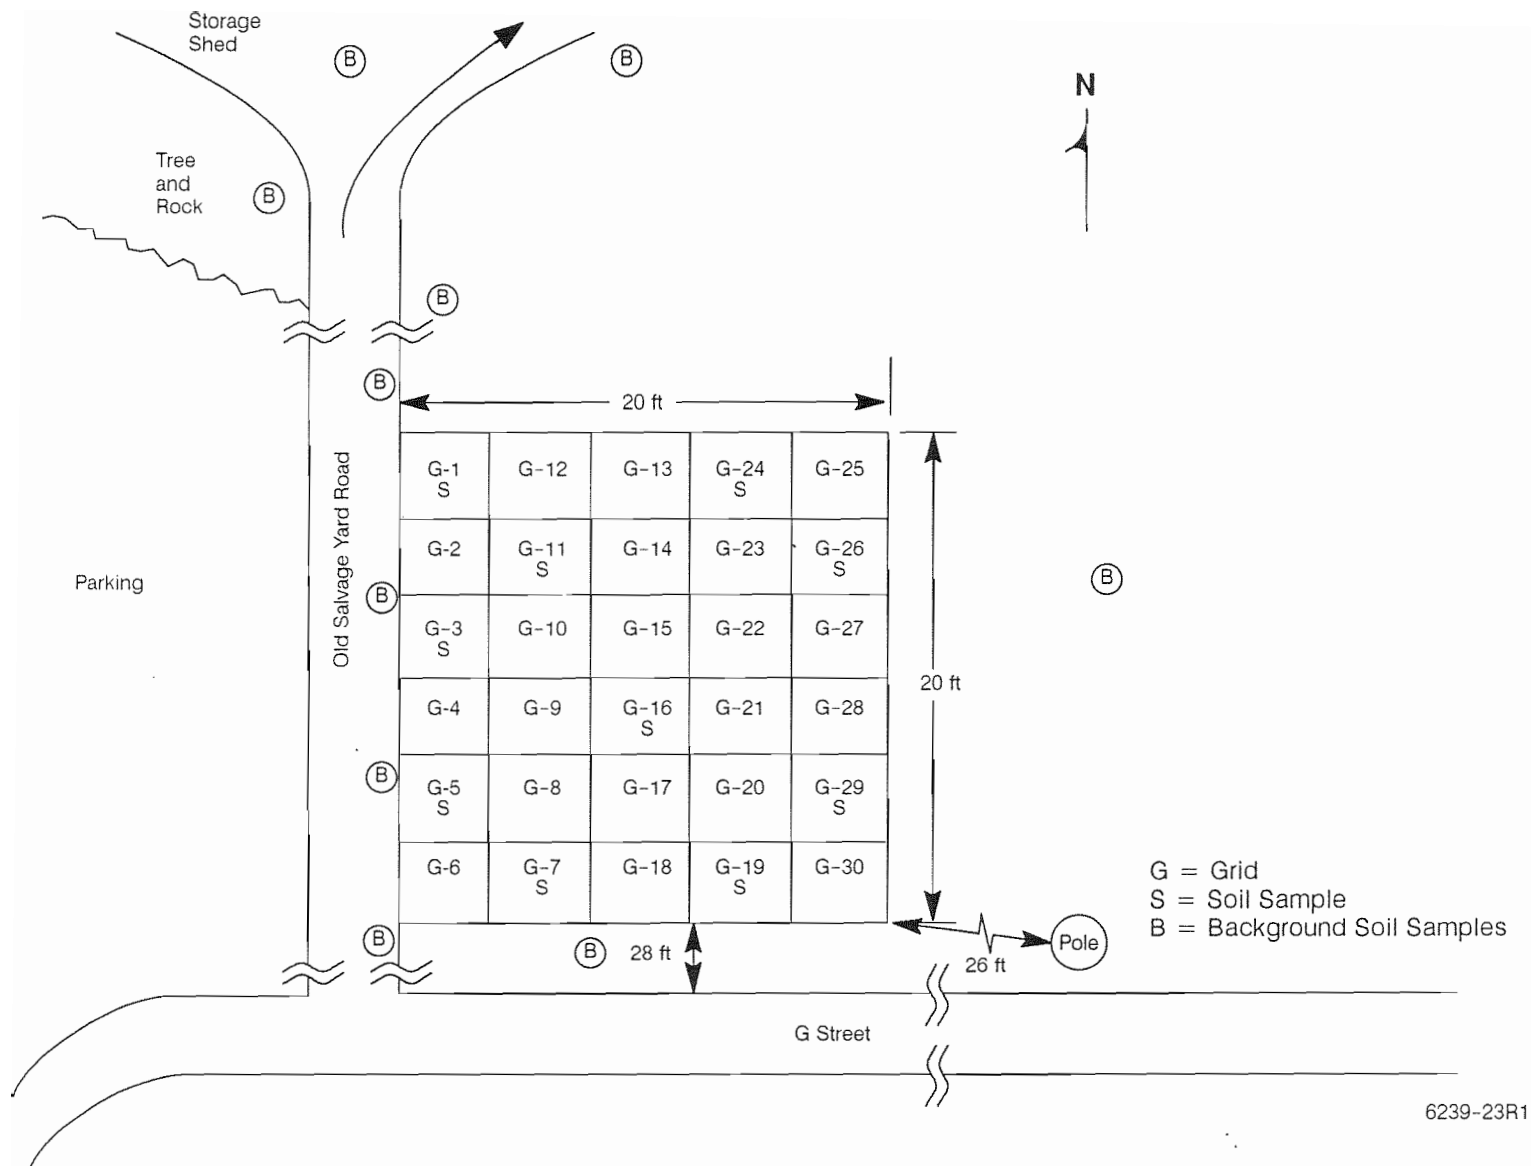 Storage
Shed
B
B
N
Tree
and
Rock
B
B
B
20 ft
G-1
S
G-12
G-13
G-24
S
G-25
Old Salvage Yard Road
G-2
G-11
S
G-14
G-23
G-26
S
Parking
B
B
G-3
S
G-10
G-15
G-22
G-27
20 ft
G-4
G-9
G-16
S
G-21
G-28
B
G-5
S
G-8
G-17
G-20
G-29
S
G-6
G-7
S
G-18
G-19
S
G-30
G = Grid
S = Soil Sample
B = Background Soil Samples
B
B
28 ft
26 ft
Pole
G Street
6239-23R1